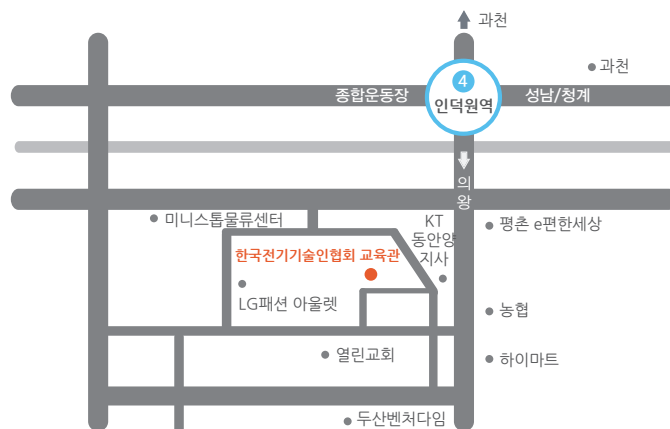 과천
과천
종합운동장
4
인덕원역
성남/청계
의
왕
미니스톱물류센터
KT
동안양
지사
평촌 e편한세상
한국전기기술인협회 교육관
LG패션 아울렛
농협
열린교회
하이마트
두산벤처다임